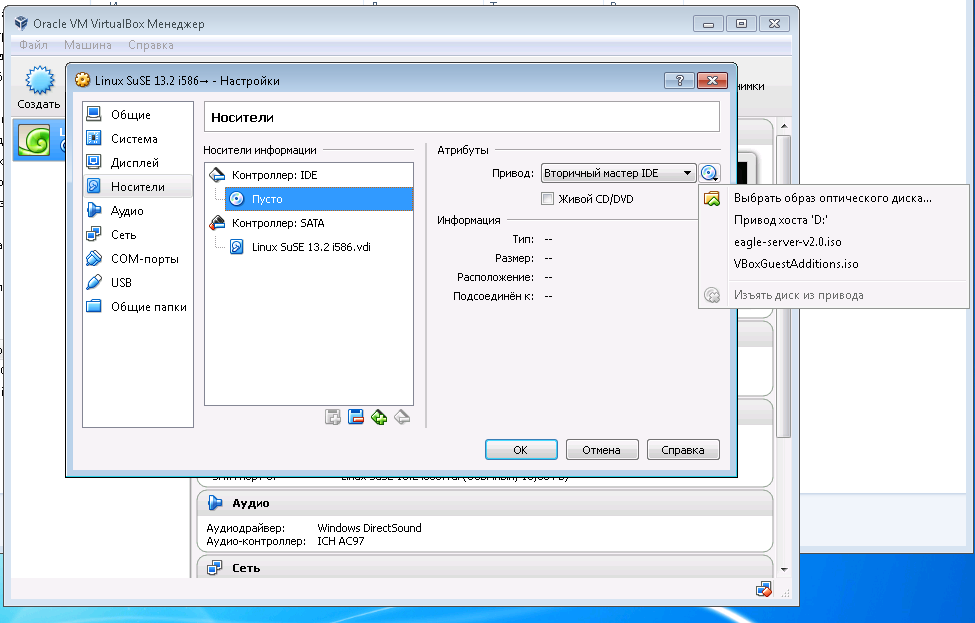 Oracle VM VirtualBox Менеджер
Файл Машина Справка
Создать
Linux SuSE 13.2 i586→ - Настройки
Общие
Система
Дисплей
Носители
Аудио
Сеть
COM-порты
USB
Общие папки
Носители
Носители информации
Контроллер: IDE
Пусто
Контроллер: SATA
Linux SuSE 13.2 i586.vdi
Атрибуты
Привод: Вторичный мастер IDE
Живой CD/DVD
Информация
Тип: --
Размер: --
Расположение: --
Подсоединён к: --
Выбрать образ оптического диска...
Привод хоста 'D:'
eagle-server-v2.0.iso
VBoxGuestAdditions.iso
Изъять диск из привода
OK Отмена Справка
Аудио
Аудиодрайвер: Windows DirectSound
Аудио-контроллер: ICH AC97
Сеть